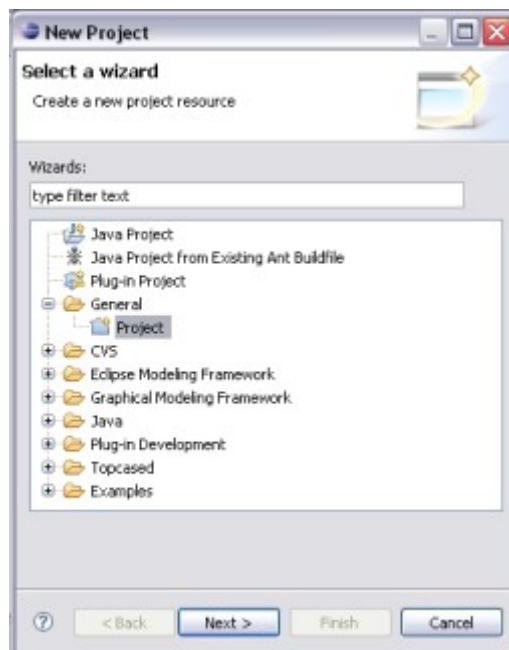 New Project
Select a wizard
Create a new project resource
Wizards:
type filter text
Java Project
Java Project from Existing Ant Buildfile
Plug-in Project
General
Project
CVS
Eclipse Modeling Framework
Graphical Modeling Framework
Java
Plug-in Development
Topcased
Examples
? < Back Next > Finish Cancel